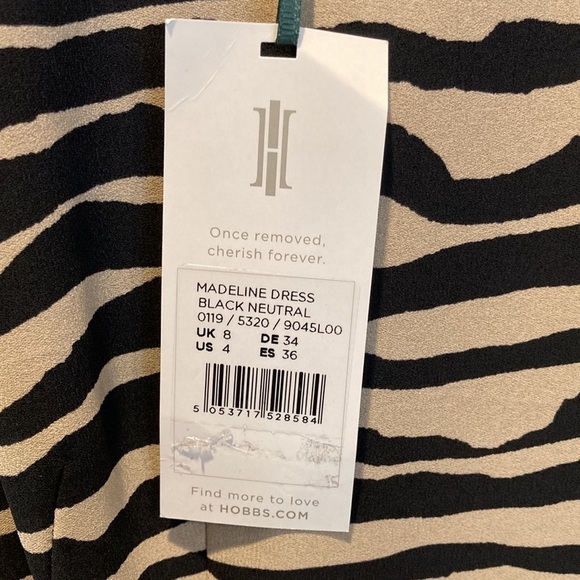 Once removed,
cherish forever.
MADELINE DRESS
BLACK NEUTRAL
0119 / 5320 / 9045L00
UK 8 DE 34
US 4 ES 36
5 053717 528584
Find more to love
at HOBBS.COM